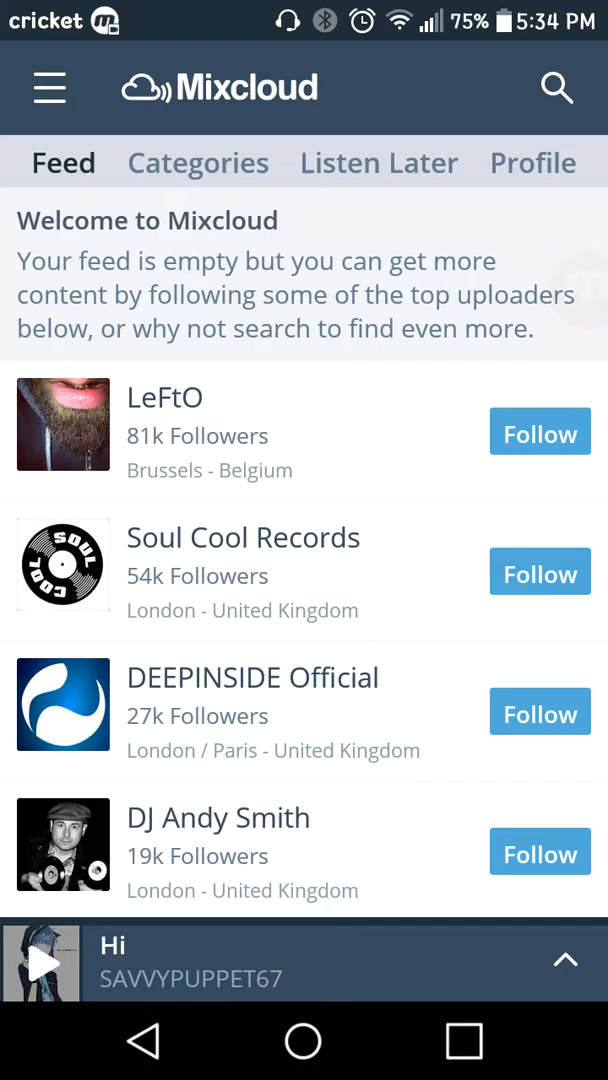 cricket 75% 5:34 PM
Mixcloud
Feed Categories Listen Later Profile
Welcome to Mixcloud
Your feed is empty but you can get more
content by following some of the top uploaders
below, or why not search to find even more.
LeFtO
81k Followers
Brussels - Belgium
Follow
SOUL
COOL
Soul Cool Records
54k Followers
London - United Kingdom
Follow
DEEPINSIDE Official
27k Followers
London / Paris - United Kingdom
Follow
DJ Andy Smith
19k Followers
London - United Kingdom
Follow
Hi
SAVVYPUPPET67